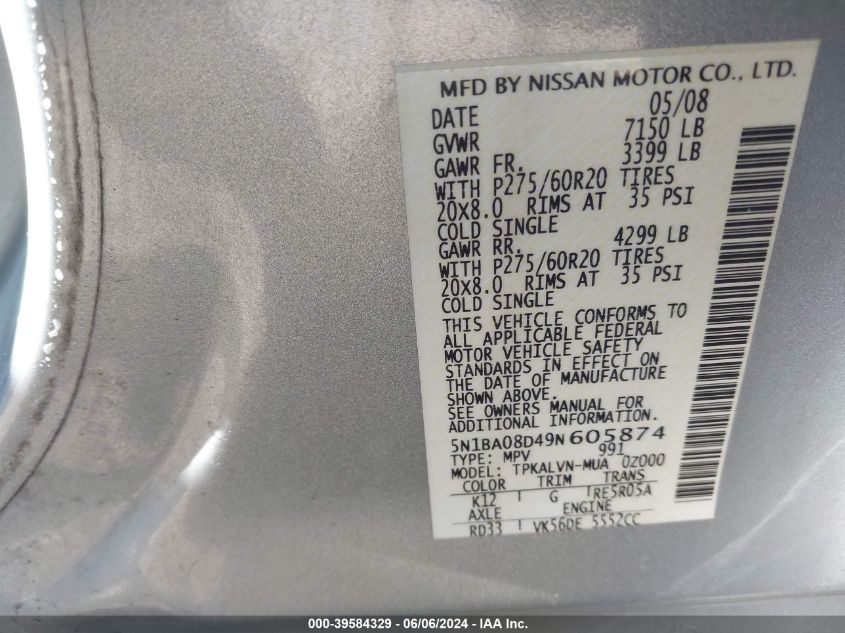 MFD BY NISSAN MOTOR CO., LTD.
DATE 05/08
GVWR 7150 LB
GAWR FR. 3399 LB
WITH P275/60R20 TIRES
20X8.0 RIMS AT 35 PSI
COLD SINGLE
GAWR RR. 4299 LB
WITH P275/60R20 TIRES
20X8.0 RIMS AT 35 PSI
COLD SINGLE
THIS VEHICLE CONFORMS TO
ALL APPLICABLE FEDERAL
MOTOR VEHICLE SAFETY
STANDARDS IN EFFECT ON
THE DATE OF MANUFACTURE
SHOWN ABOVE.
SEE OWNERS MANUAL FOR
ADDITIONAL INFORMATION.
5N1BA08D49N605874
TYPE: MPV 991
MODEL: TPKALVN-MUA 0Z000
COLOR TRIM TRANS
K12 G RE5R05A
AXLE ENGINE
RD33 VK56DE 5552CC
000-39584329 - 06/06/2024 - IAA Inc.